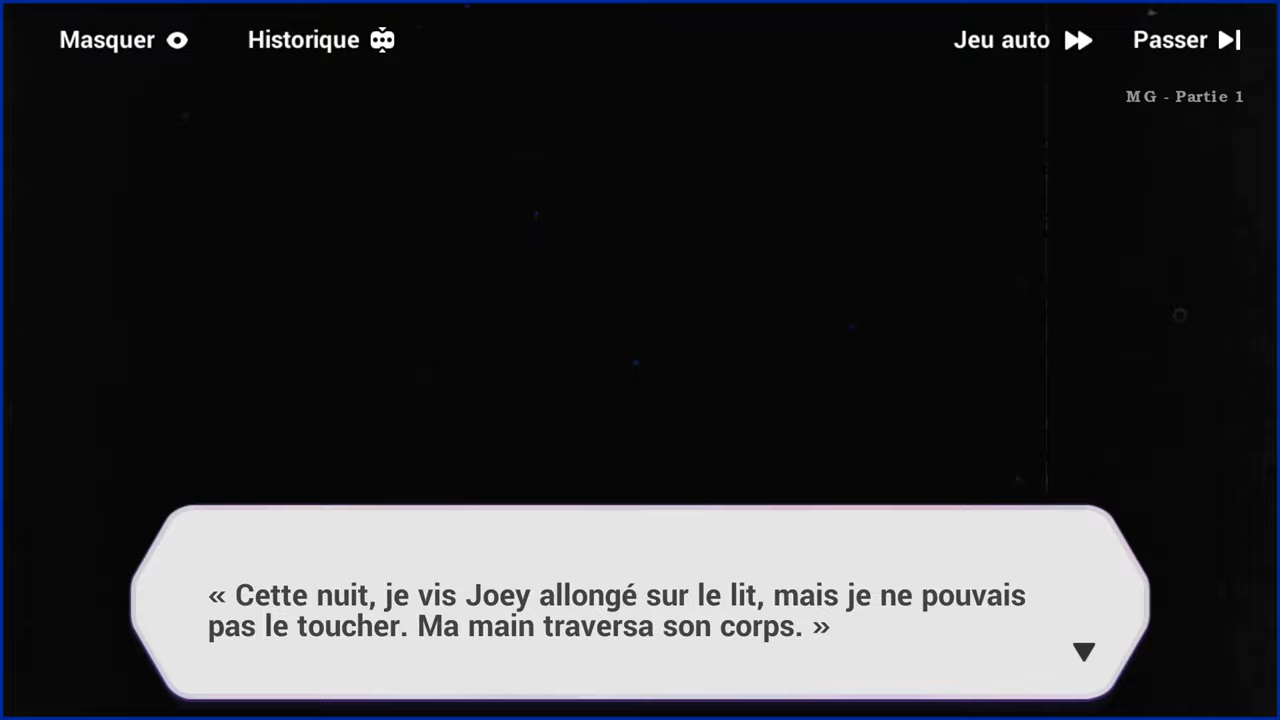 Masquer
Historique
Jeu auto
Passer
MG - Partie 1
« Cette nuit, je vis Joey allongé sur le lit, mais je ne pouvais
pas le toucher. Ma main traversa son corps. »